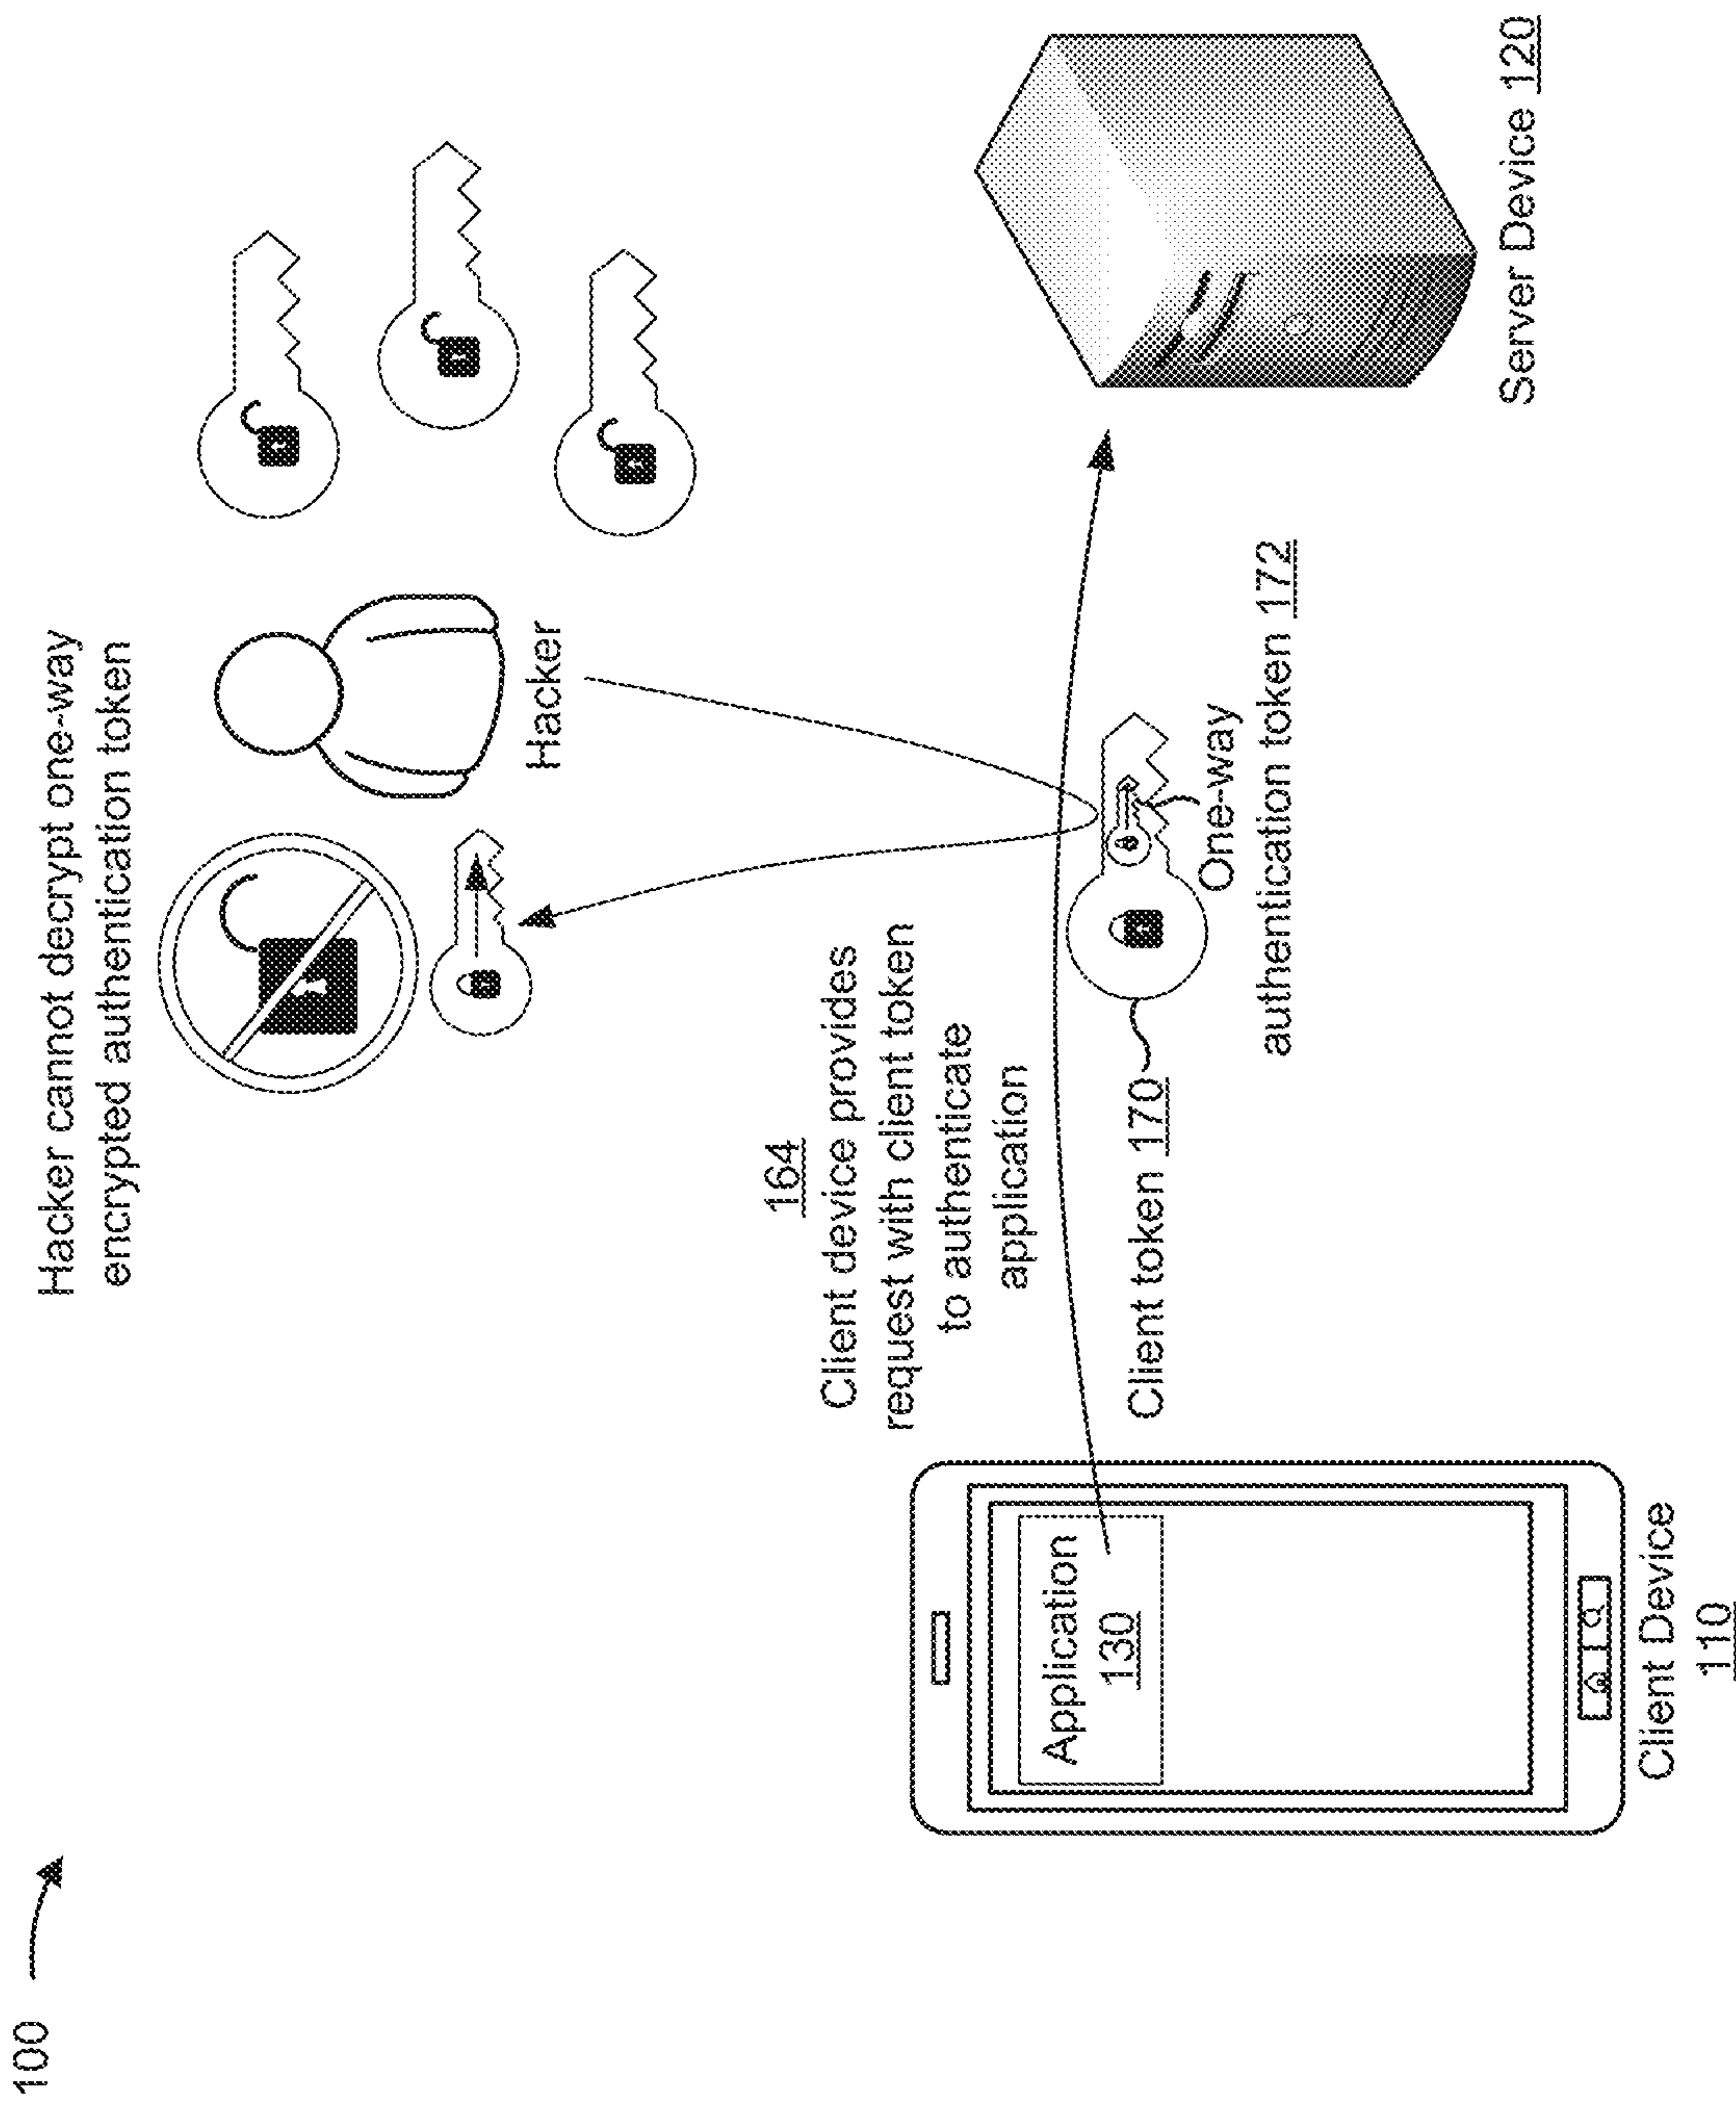 100
Hacker cannot decrypt one-way
encrypted authentication token
Hacker
164
Client device provides
request with client token
to authenticate
application
Application
130
Client token 170
One-way
authentication token 172
Client Device
110
Server Device 120